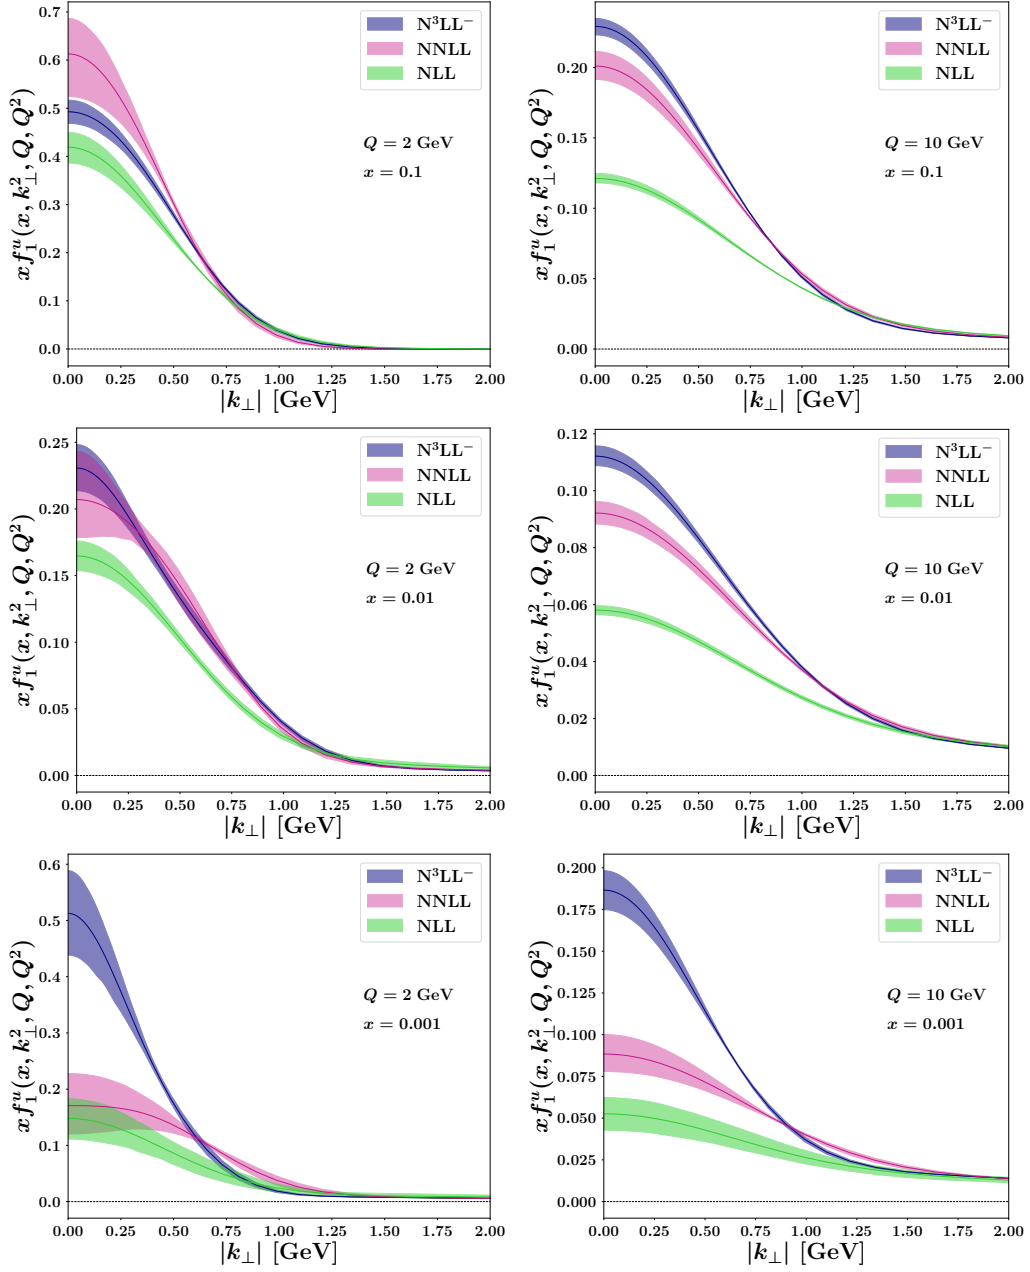 xf₁ᵘ(x, k²⊥, Q, Q²)
0.7
0.6
0.5
0.4
0.3
0.2
0.1
0.0
N³LL⁻
NNLL
NLL
Q = 2 GeV
x = 0.1
0.00 0.25 0.50 0.75 1.00 1.25 1.50 1.75 2.00
|k⊥| [GeV]
xf₁ᵘ(x, k²⊥, Q, Q²)
0.20
0.15
0.10
0.05
0.00
N³LL⁻
NNLL
NLL
Q = 10 GeV
x = 0.1
0.00 0.25 0.50 0.75 1.00 1.25 1.50 1.75 2.00
|k⊥| [GeV]
xf₁ᵘ(x, k²⊥, Q, Q²)
0.25
0.20
0.15
0.10
0.05
0.00
N³LL⁻
NNLL
NLL
Q = 2 GeV
x = 0.01
0.00 0.25 0.50 0.75 1.00 1.25 1.50 1.75 2.00
|k⊥| [GeV]
xf₁ᵘ(x, k²⊥, Q, Q²)
0.12
0.10
0.08
0.06
0.04
0.02
0.00
N³LL⁻
NNLL
NLL
Q = 10 GeV
x = 0.01
0.00 0.25 0.50 0.75 1.00 1.25 1.50 1.75 2.00
|k⊥| [GeV]
xf₁ᵘ(x, k²⊥, Q, Q²)
0.6
0.5
0.4
0.3
0.2
0.1
0.0
N³LL⁻
NNLL
NLL
Q = 2 GeV
x = 0.001
0.00 0.25 0.50 0.75 1.00 1.25 1.50 1.75 2.00
|k⊥| [GeV]
xf₁ᵘ(x, k²⊥, Q, Q²)
0.200
0.175
0.150
0.125
0.100
0.075
0.050
0.025
0.000
N³LL⁻
NNLL
NLL
Q = 10 GeV
x = 0.001
0.00 0.25 0.50 0.75 1.00 1.25 1.50 1.75 2.00
|k⊥| [GeV]